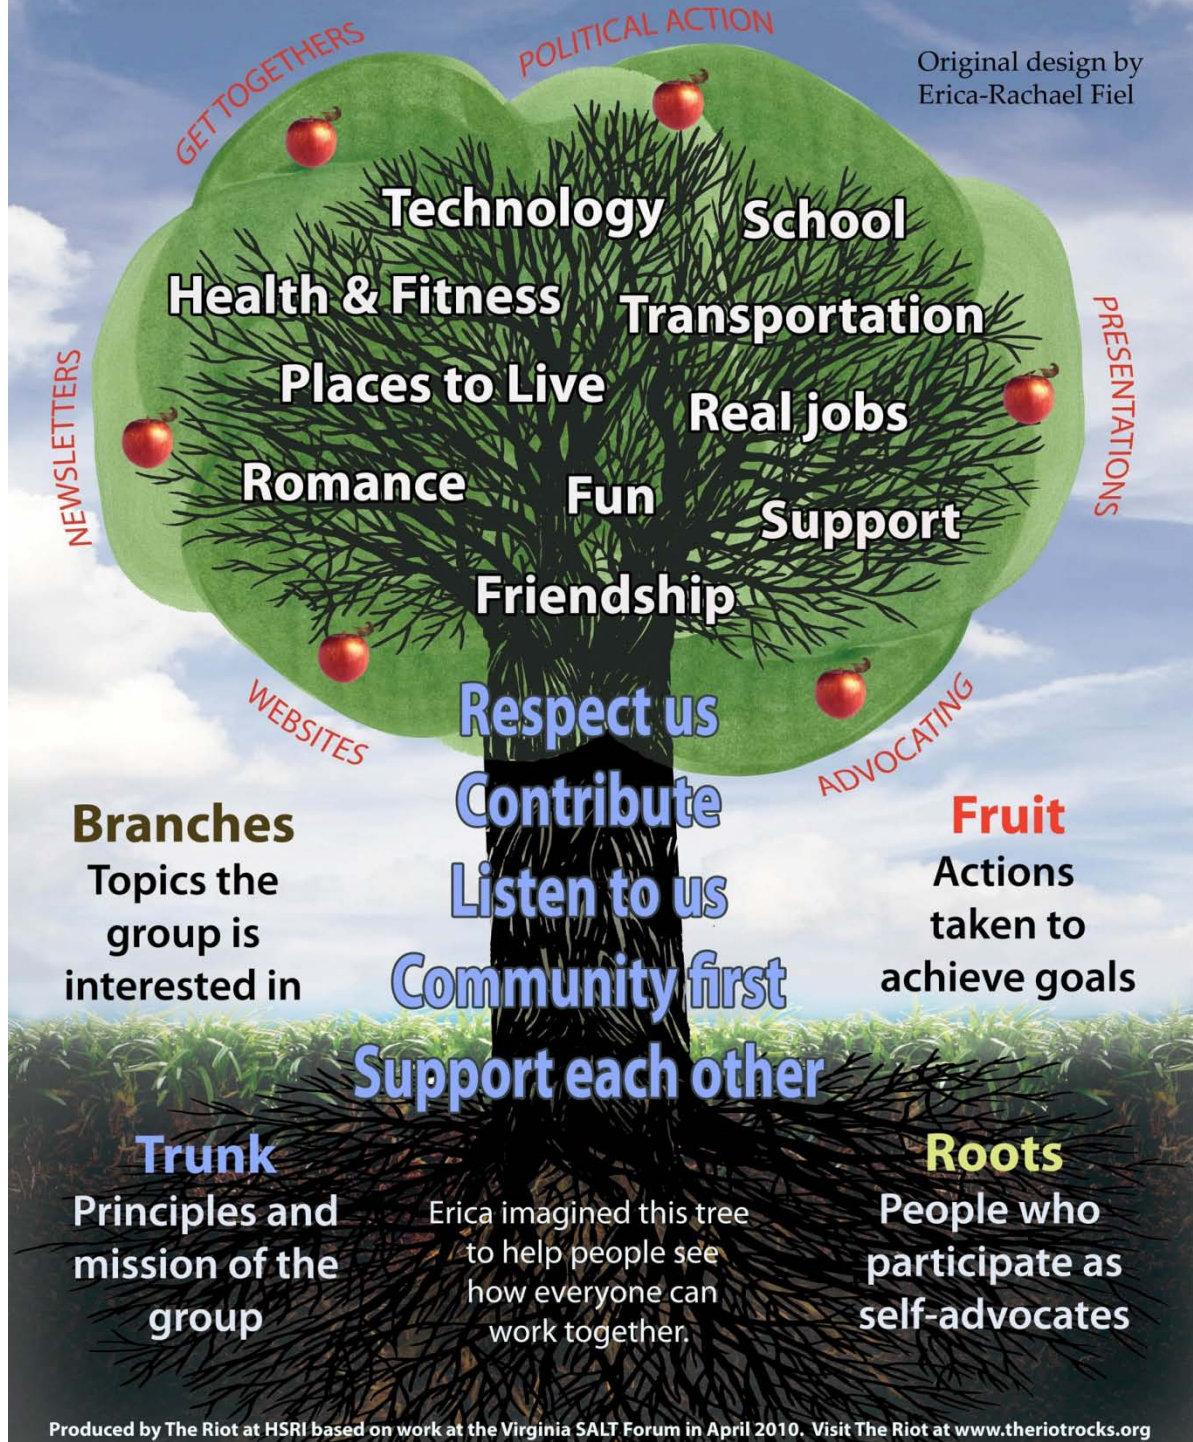 GET TOGETHERS
POLITICAL ACTION
Original design by
Erica-Rachael Fiel
Technology
School
Health & Fitness
Transportation
NEWSLETTERS
PRESENTATIONS
Places to Live
Real jobs
Romance
Fun
Support
Friendship
WEBSITES
ADVOCATING
Respect us
Contribute
Listen to us
Community first
Support each other
Branches
Topics the
group is
interested in
Fruit
Actions
taken to
achieve goals
Trunk
Principles and
mission of the
group
Erica imagined this tree
to help people see
how everyone can
work together.
Roots
People who
participate as
self-advocates
Produced by The Riot at HSRI based on work at the Virginia SALT Forum in April 2010.  Visit The Riot at www.theriotrocks.org